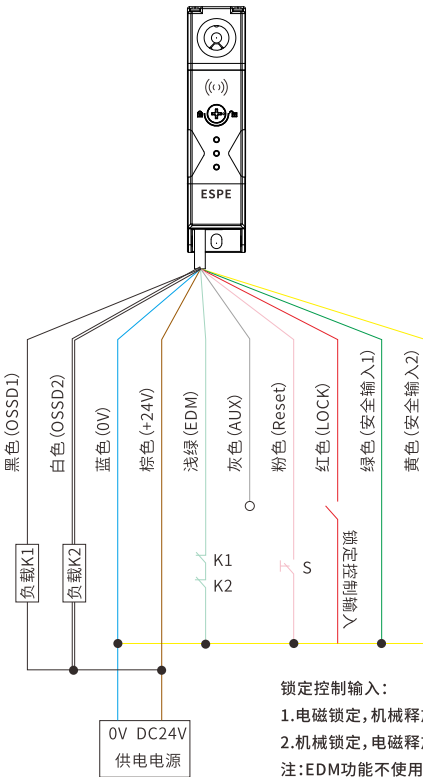 ESPE
黑色(OSSD1)
白色(OSSD2)
蓝色(0V)
棕色(+24V)
浅绿(EDM)
灰色(AUX)
粉色(Reset)
红色(LOCK)
绿色(安全输入1)
黄色(安全输入2)
负载K1
负载K2
K1
K2
S
锁定控制输入
0V DC24V
供电电源
锁定控制输入:
1.电磁锁定,机械释
2.机械锁定,电磁释
注:EDM功能不使用